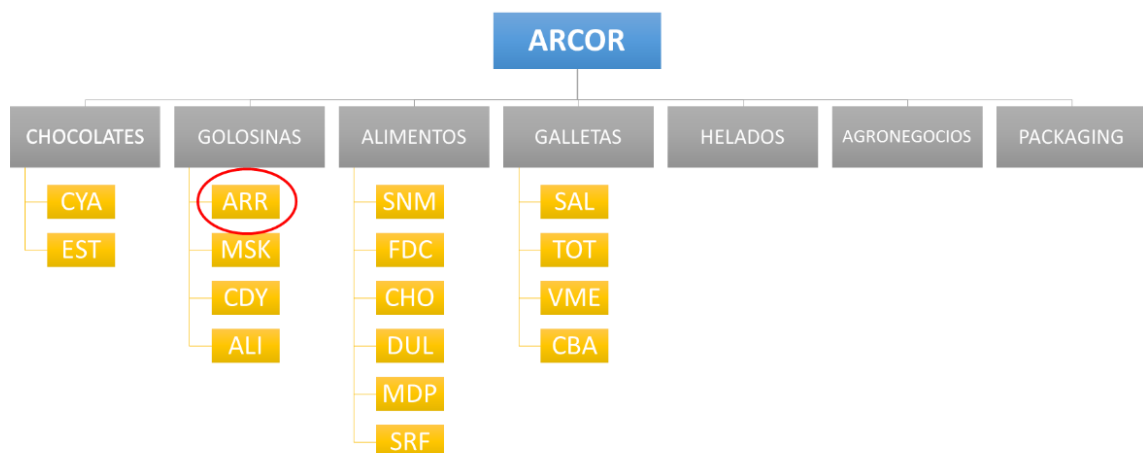 ARCOR
CHOCOLATES
GOLOSINAS
ALIMENTOS
GALLETAS
HELADOS
AGRONEGOCIOS
PACKAGING
CYA
EST
ARR
MSK
CDY
ALI
SNM
FDC
CHO
DUL
MDP
SRF
SAL
TOT
VME
CBA